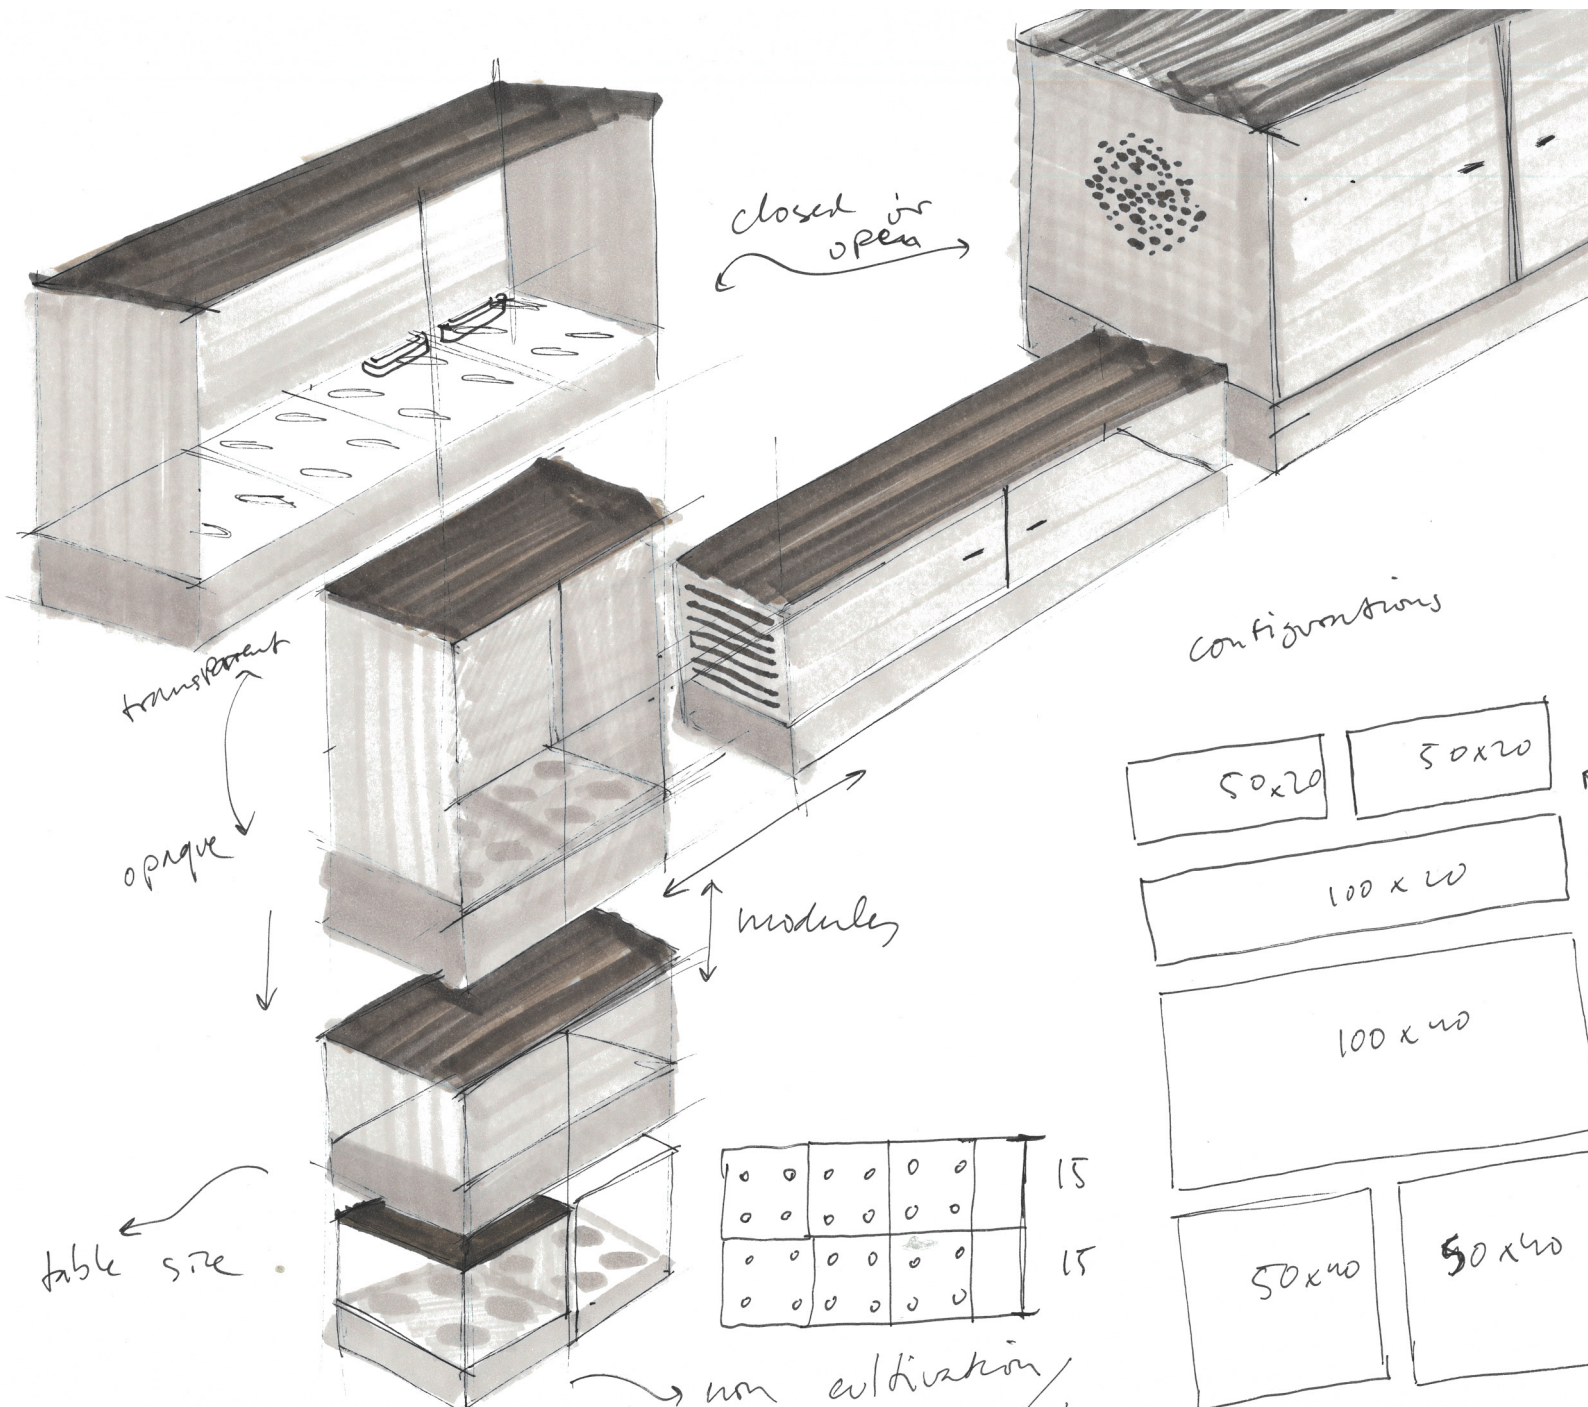 closed or
open
transparent
opaque
modules
table size
configurations
50x20
50x20
100 x 20
100 x 40
50x40
50x40
15
15
non cultivation